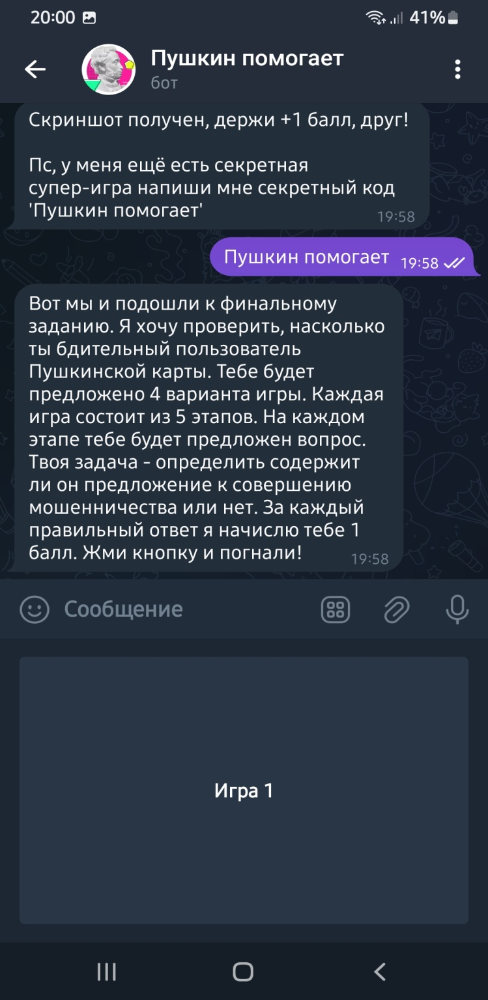 20:00
41%
Пушкин помогает
бот
Скриншот получен, держи +1 балл, друг!
Пс, у меня ещё есть секретная
супер-игра напиши мне секретный код
'Пушкин помогает'
19:58
Пушкин помогает 19:58
Вот мы и подошли к финальному
заданию. Я хочу проверить, насколько
ты бдительный пользователь
Пушкинской карты. Тебе будет
предложено 4 варианта игры. Каждая
игра состоит из 5 этапов. На каждом
этапе тебе будет предложен вопрос.
Твоя задача - определить содержит
ли он предложение к совершению
мошенничества или нет. За каждый
правильный ответ я начислю тебе 1
балл. Жми кнопку и погнали!
19:58
Сообщение
Игра 1